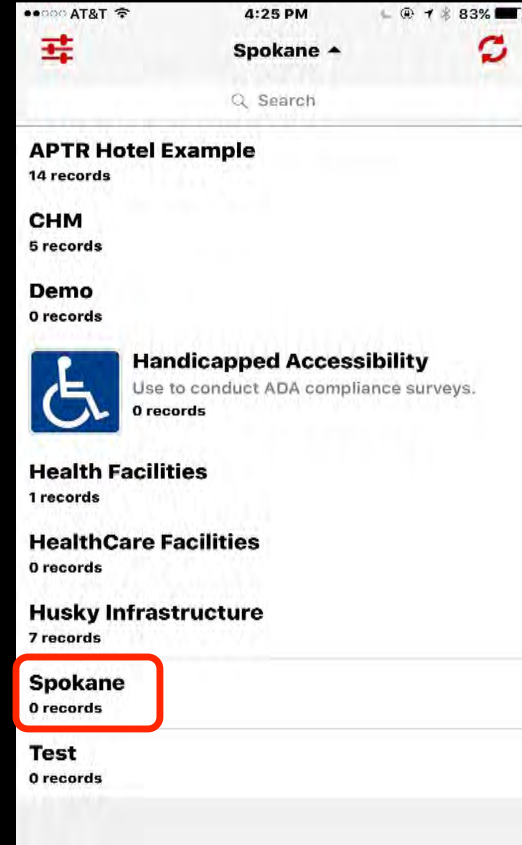 AT&T 4:25 PM 83%
Spokane
Search
APTR Hotel Example
14 records
CHM
5 records
Demo
0 records
Handicapped Accessibility
Use to conduct ADA compliance surveys.
0 records
Health Facilities
1 records
HealthCare Facilities
0 records
Husky Infrastructure
7 records
Spokane
0 records
Test
0 records